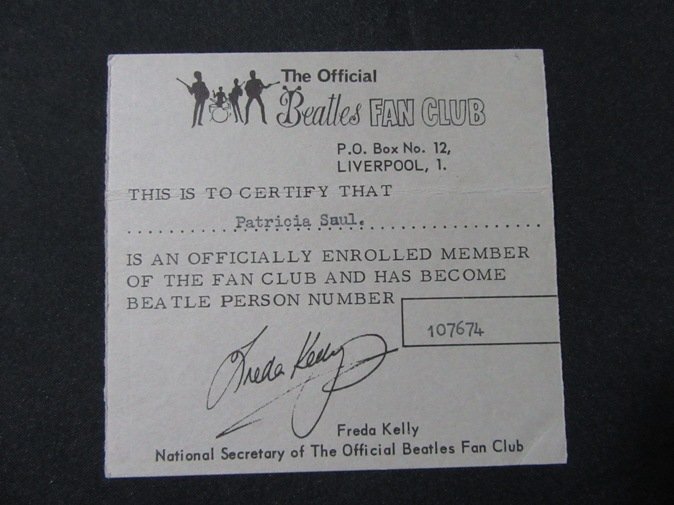 The Official
Beatles FAN CLUB
P.O. Box No. 12,
LIVERPOOL, 1.
THIS IS TO CERTIFY THAT
Patricia Saul.
IS AN OFFICIALLY ENROLLED MEMBER
OF THE FAN CLUB AND HAS BECOME
BEATLE PERSON NUMBER
107674
Freda Kelly
Freda Kelly
National Secretary of The Official Beatles Fan Club